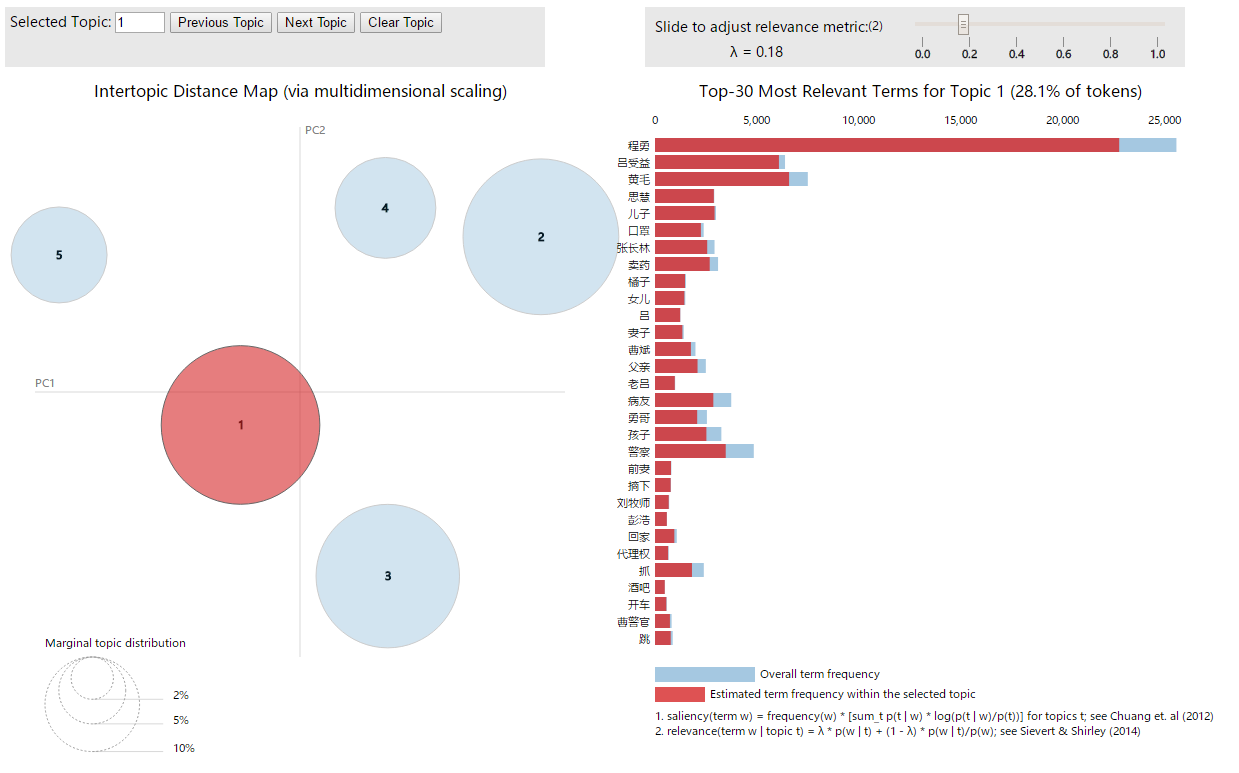 Selected Topic: 1 Previous Topic Next Topic Clear Topic
Slide to adjust relevance metric:(2)
λ = 0.18
0.0 0.2 0.4 0.6 0.8 1.0
Intertopic Distance Map (via multidimensional scaling)
PC2
PC1
4
2
5
1
3
Marginal topic distribution
2%
5%
10%
Top-30 Most Relevant Terms for Topic 1 (28.1% of tokens)
0 5,000 10,000 15,000 20,000 25,000
程勇
吕受益
黄毛
思慧
儿子
口罩
张长林
卖药
橘子
女儿
吕
妻子
曹斌
父亲
老吕
病友
勇哥
孩子
警察
前妻
摘下
刘牧师
彭浩
回家
代理权
抓
酒吧
开车
曹警官
跳
Overall term frequency
Estimated term frequency within the selected topic
1. saliency(term w) = frequency(w) * [sum_t p(t | w) * log(p(t | w)/p(t))] for topics t; see Chuang et. al (2012)
2. relevance(term w | topic t) = λ * p(w | t) + (1 - λ) * p(w | t)/p(w); see Sievert & Shirley (2014)